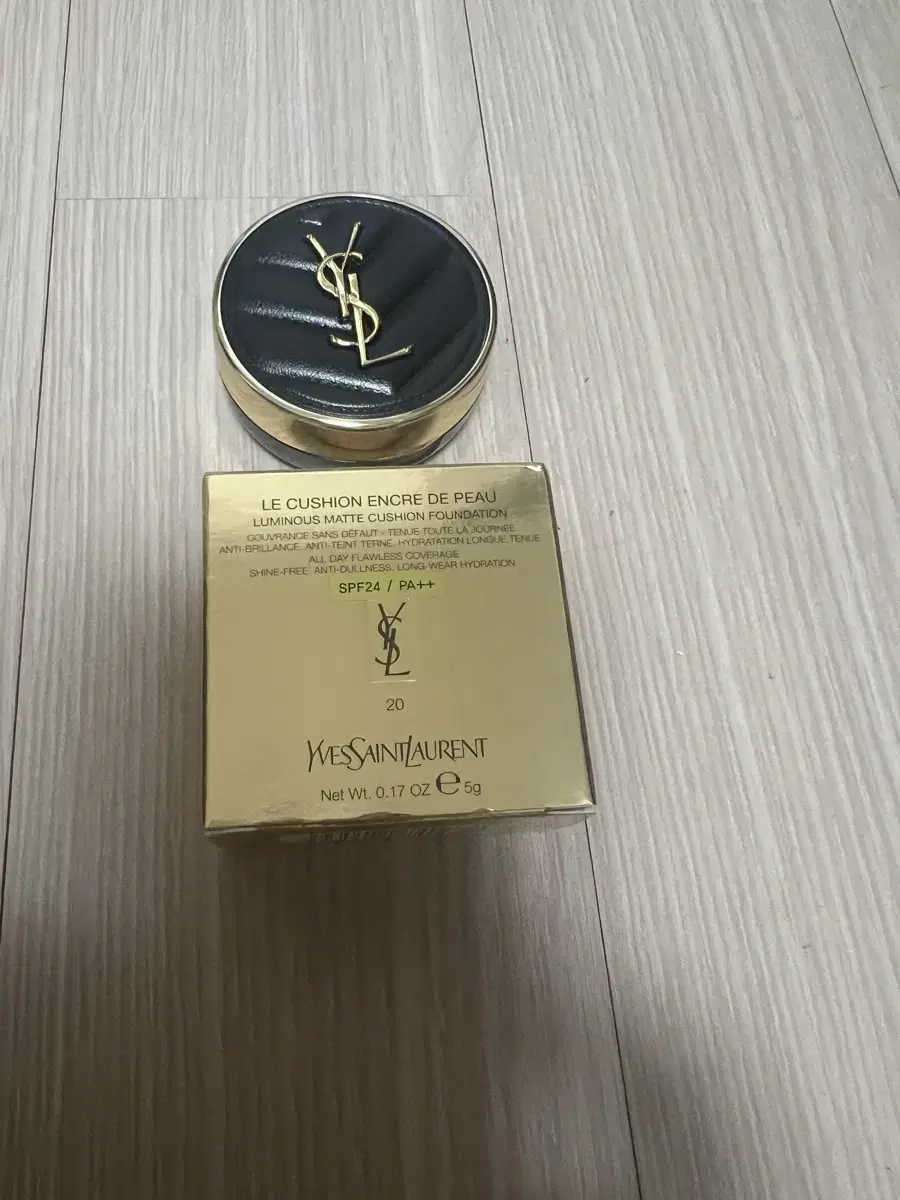 YSL
LE CUSHION ENCRE DE PEAU
LUMINOUS MATTE CUSHION FOUNDATION
COUVRANCE SANS DÉFAUT - TENUE TOUTE LA JOURNÉE
ANTI-BRILLANCE, ANTI-TEINT TERNE, HYDRATATION LONGUE TENUE
ALL DAY FLAWLESS COVERAGE
SHINE-FREE, ANTI-DULLNESS, LONG-WEAR HYDRATION
SPF24 / PA++
YSL
20
YVESSAINTLAURENT
Net Wt. 0.17 OZ ℮ 5g